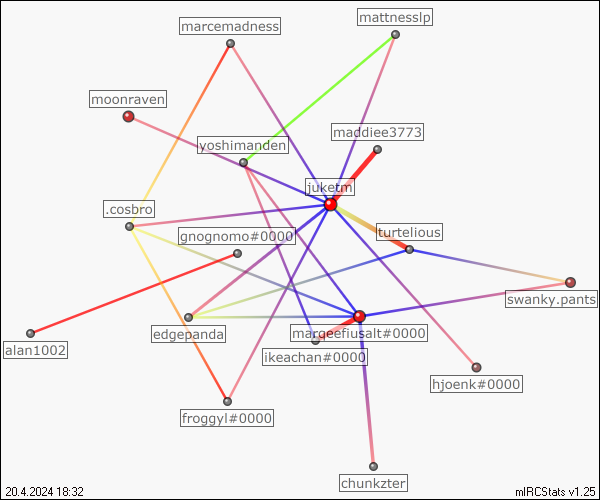 mattnesslp
marcemadness
moonraven
maddiee3773
yoshimanden
juketm
.cosbro
turtelious
gnognomo#0000
swanky.pants
edgepanda
marqeefiusalt#0000
alan1002
ikeachan#0000
hjoenk#0000
froggyl#0000
chunkzter
20.4.2024 18:32
mIRCStats v1.25